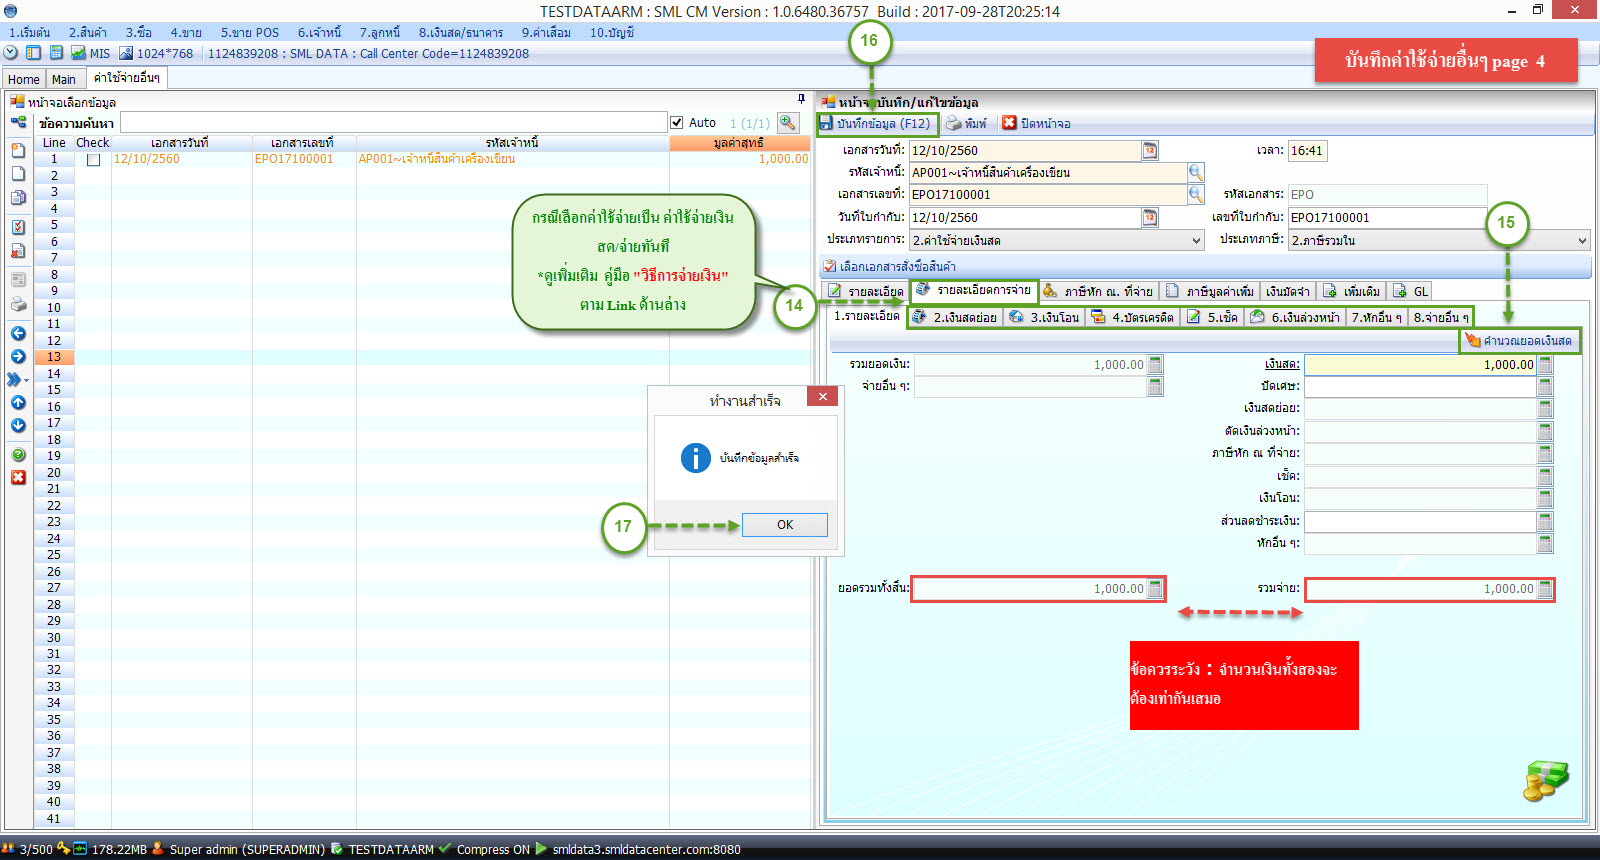 TESTDATAARM : SML CM Version : 1.0.6480.36757 Build : 2017-09-28T20:25:14
1.เริ่มต้น 2.สินค้า 3.ซื้อ 4.ขาย 5.ขาย POS 6.เจ้าหนี้ 7.ลูกหนี้ 8.เงินสด/ธนาคาร 9.ค่าเสื่อม 10.บัญชี
MIS 1024*768 1124839208 : SML DATA : Call Center Code=1124839208
16
บันทึกค่าใช้จ่ายอื่นๆ page 4
Home Main ค่าใช้จ่ายอื่นๆ
หน้าจอเลือกข้อมูล
ข้อความค้นหา Auto 1 (1/1)
Line Check เอกสารวันที่ เอกสารเลขที่ รหัสเจ้าหนี้ มูลค่าสุทธิ
1 12/10/2560 EPO17100001 AP001~เจ้าหนี้สินค้าเครื่องเขียน 1,000.00
2
3
4
5
6
7
8
9
10
11
12
13
14
15
16
17
18
19
20
21
22
23
24
25
26
27
28
29
30
31
32
33
34
35
36
37
38
39
40
41
กรณีเลือกค่าใช้จ่ายเป็น ค่าใช้จ่ายเงิน
สด/จ่ายทันที
*ดูเพิ่มเติม คู่มือ "วิธีการจ่ายเงิน"
ตาม Link ด้านล่าง
หน้าจอบันทึก/แก้ไขข้อมูล
บันทึกข้อมูล (F12) พิมพ์ ปิดหน้าจอ
เอกสารวันที่: 12/10/2560 เวลา: 16:41
รหัสเจ้าหนี้: AP001~เจ้าหนี้สินค้าเครื่องเขียน
เอกสารเลขที่: EPO17100001 รหัสเอกสาร: EPO
วันที่ใบกำกับ: 12/10/2560 เลขที่ใบกำกับ: EPO17100001
ประเภทรายการ: 2.ค่าใช้จ่ายเงินสด ประเภทภาษี: 2.ภาษีรวมใน
15
เลือกเอกสารสั่งซื้อสินค้า
รายละเอียด รายละเอียดการจ่าย ภาษีหัก ณ. ที่จ่าย ภาษีมูลค่าเพิ่ม เงินมัดจำ เพิ่มเติม GL
14
1.รายละเอียด 2.เงินสดย่อย 3.เงินโอน 4.บัตรเครดิต 5.เช็ค 6.เงินล่วงหน้า 7.หักอื่น ๆ 8.จ่ายอื่น ๆ
คำนวณยอดเงินสด
รวมยอดเงิน: 1,000.00 เงินสด: 1,000.00
จ่ายอื่น ๆ: ปัดเศษ:
เงินสดย่อย:
ตัดเงินล่วงหน้า:
ภาษีหัก ณ ที่จ่าย:
เช็ค:
เงินโอน:
ส่วนลดชำระเงิน:
หักอื่น ๆ:
ยอดรวมทั้งสิ้น: 1,000.00 รวมจ่าย: 1,000.00
ทำงานสำเร็จ
บันทึกข้อมูลสำเร็จ
17
OK
ข้อควรระวัง : จำนวนเงินทั้งสองจะ
ต้องเท่ากันเสมอ
3/500 178.22MB Super admin (SUPERADMIN) TESTDATAARM Compress ON smldata3.smldatacenter.com:8080